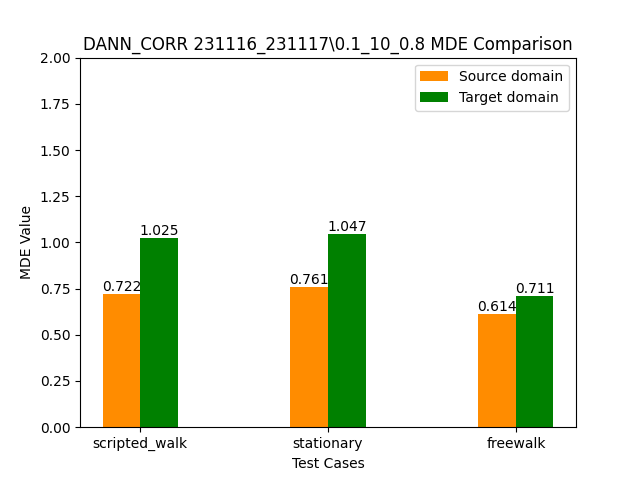 DANN_CORR 231116_231117\0.1_10_0.8 MDE Comparison
Source domain
Target domain
MDE Value
2.00
1.75
1.50
1.25
1.00
0.75
0.50
0.25
0.00
0.722
1.025
0.761
1.047
0.614
0.711
scripted_walk
stationary
freewalk
Test Cases